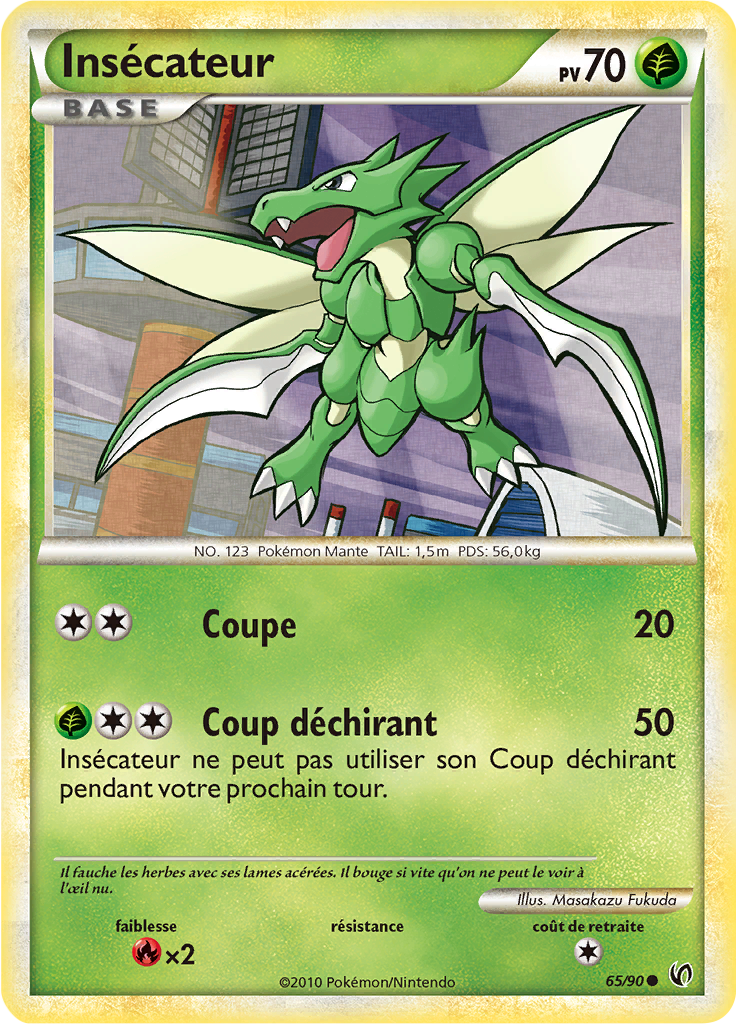 Insécateur
PV 70
BASE
NO. 123 Pokémon Mante TAIL: 1,5m PDS: 56,0kg
Coupe 20
Coup déchirant 50
Insécateur ne peut pas utiliser son Coup déchirant
pendant votre prochain tour.
Il fauche les herbes avec ses lames acérées. Il bouge si vite qu'on ne peut le voir à
l'œil nu.
Illus. Masakazu Fukuda
faiblesse résistance coût de retraite
×2
©2010 Pokémon/Nintendo 65/90